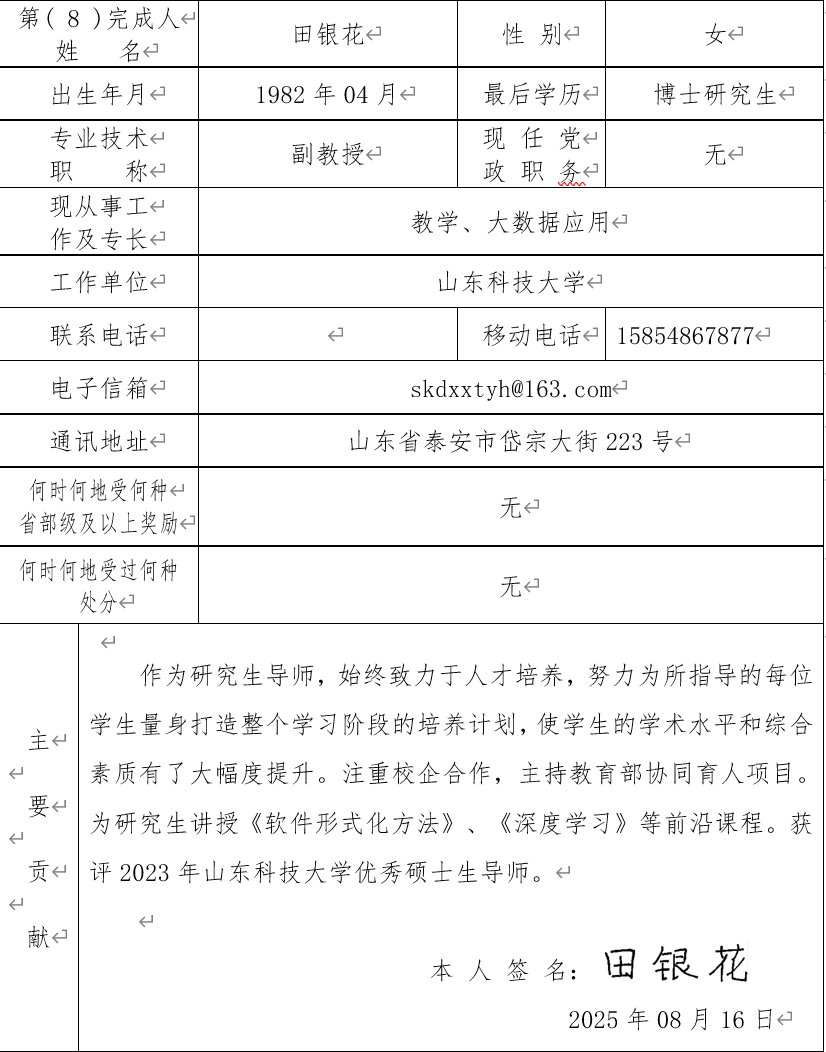 第( 8 )完成人 田银花 性 别 女
姓 名
出生年月 1982 年 04 月 最后学历 博士研究生
专业技术 副教授 现 任 党 无
职 称 政 职 务
现从事工 教学、大数据应用
作及专长
工作单位 山东科技大学
联系电话 移动电话 15854867877
电子信箱 skdxxtyh@163.com
通讯地址 山东省泰安市岱宗大街 223 号
何时何地受何种 无
省部级及以上奖励
何时何地受过何种 无
处分
主
要
贡
献
作为研究生导师，始终致力于人才培养，努力为所指导的每位
学生量身打造整个学习阶段的培养计划，使学生的学术水平和综合
素质有了大幅度提升。注重校企合作，主持教育部协同育人项目。
为研究生讲授《软件形式化方法》、《深度学习》等前沿课程。获
评 2023 年山东科技大学优秀硕士生导师。
本 人 签 名： 田银花
2025 年 08 月 16 日